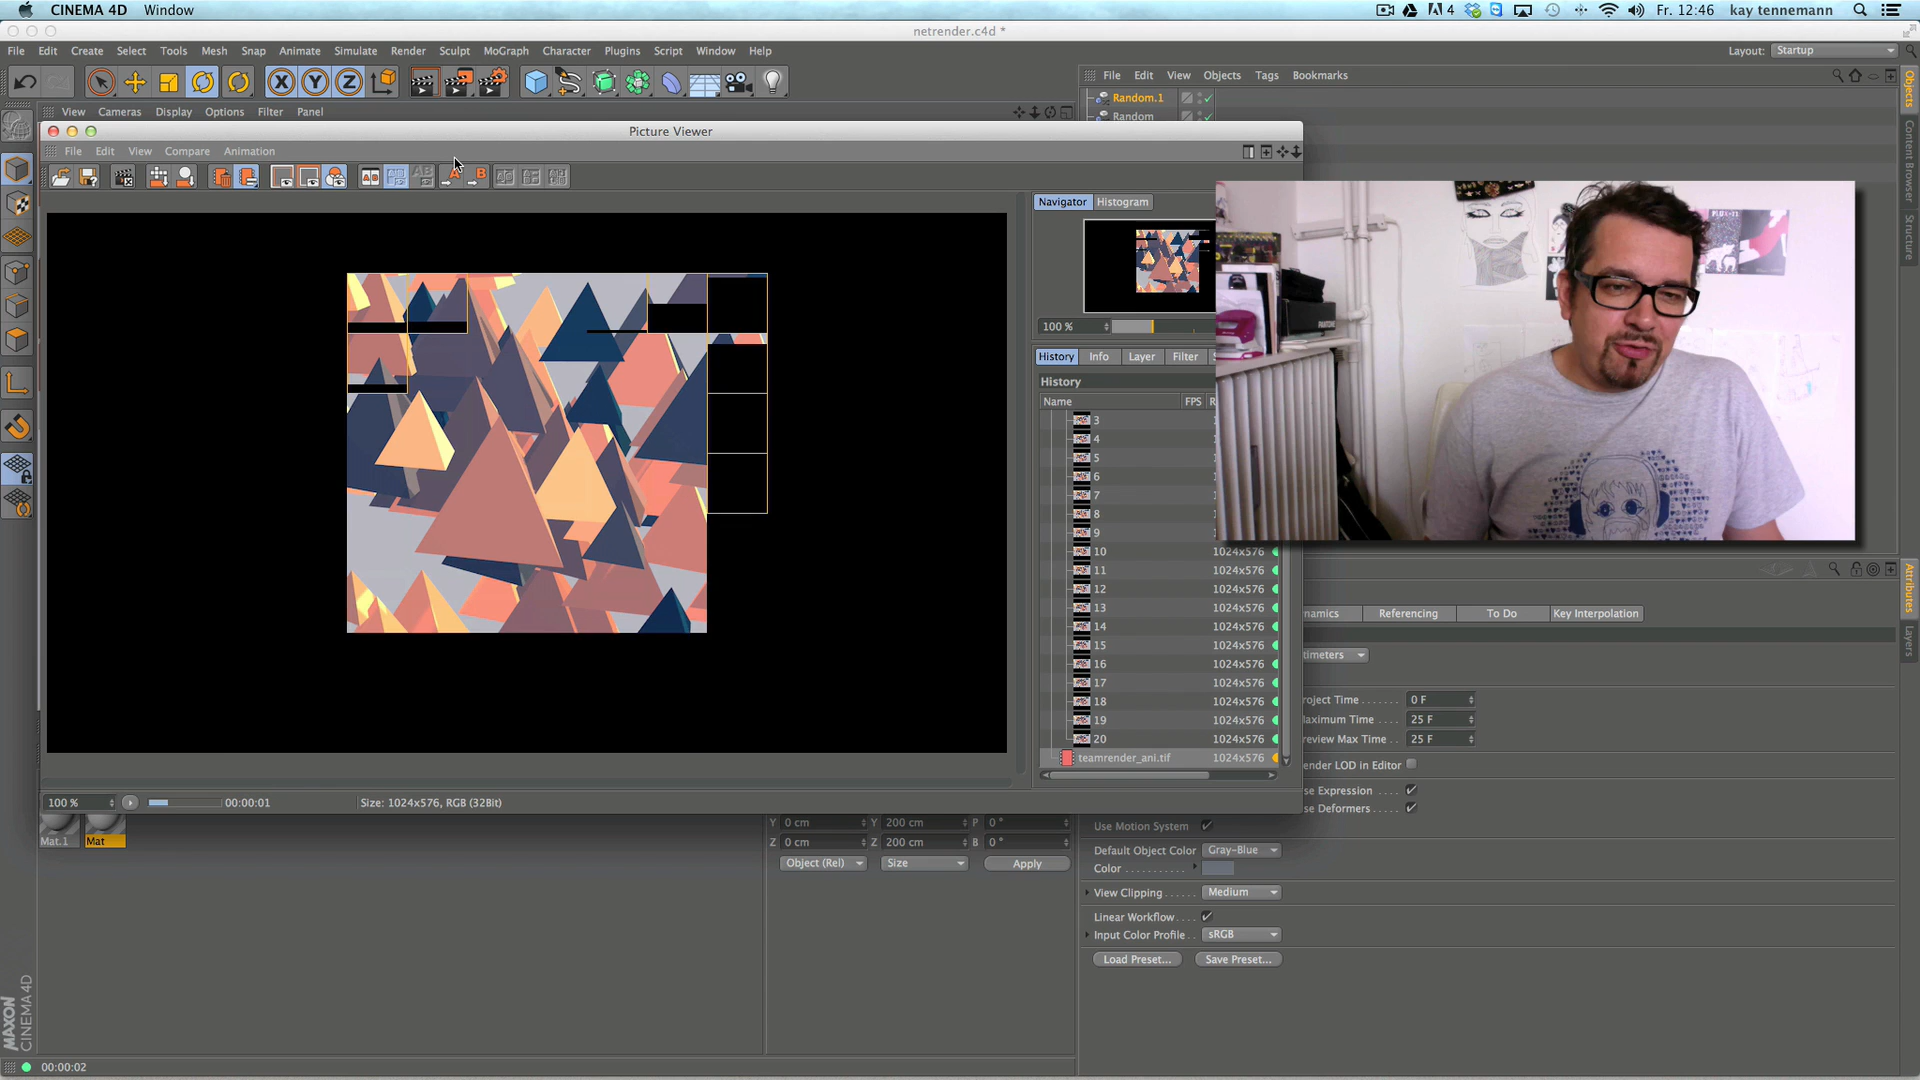 CINEMA 4D Window
4 Fr. 12:46 kay tennemann
netrender.c4d *
File Edit Create Select Tools Mesh Snap Animate Simulate Render Sculpt MoGraph Character Plugins Script Window Help
Layout: Startup
File Edit View Objects Tags Bookmarks
Random.1
Random
View Cameras Display Options Filter Panel
Picture Viewer
File Edit View Compare Animation
Navigator Histogram
100 %
History Info Layer Filter S
History
Name FPS R
3
4
5
6
7
8
9
10 1024x576
11 1024x576
12 1024x576
13 1024x576
14 1024x576
15 1024x576
16 1024x576
17 1024x576
18 1024x576
19 1024x576
20 1024x576
teamrender_ani.tif 1024x576
100 % 00:00:01 Size: 1024x576, RGB (32Bit)
Mat.1 Mat
Y 0 cm Y 200 cm P 0 °
Z 0 cm Z 200 cm B 0 °
Object (Rel) Size Apply
namics Referencing To Do Key Interpolation
timeters
roject Time 0 F
laximum Time 25 F
review Max Time 25 F
ender LOD in Editor
se Expression
se Deformers
Use Motion System
Default Object Color Gray-Blue
Color
View Clipping Medium
Linear Workflow
Input Color Profile sRGB
Load Preset... Save Preset...
Objects
Content Browser
Structure
Attributes
Layers
MAXON
CINEMA 4D
00:00:02